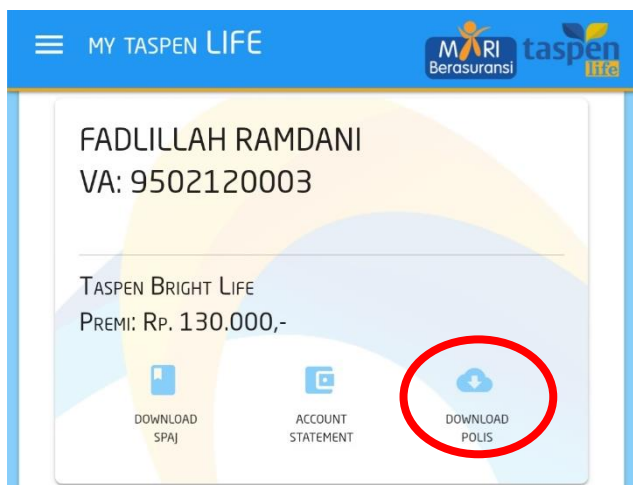 MY TASPEN LIFE
MARI
Berasuransi
taspen
life
FADLILLAH RAMDANI
VA: 9502120003
TASPEN BRIGHT LIFE
PREMI: RP. 130.000,-
DOWNLOAD
SPAJ
ACCOUNT
STATEMENT
DOWNLOAD
POLIS